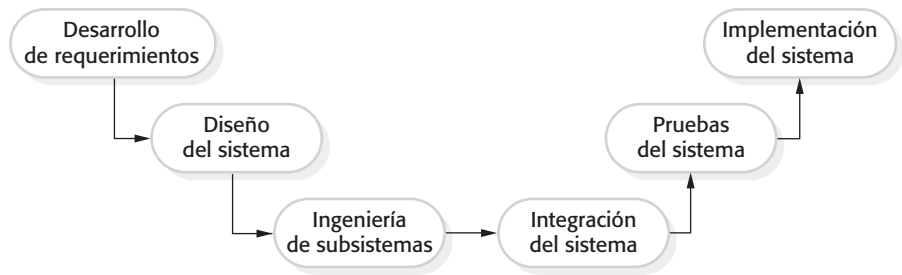 Desarrollo
de requerimientos
Diseño
del sistema
Ingeniería
de subsistemas
Integración
del sistema
Pruebas
del sistema
Implementación
del sistema